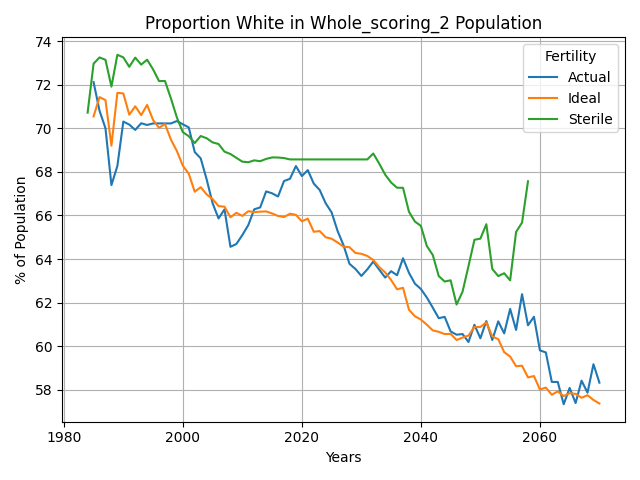 Proportion White in Whole_scoring_2 Population
Fertility
Actual
Ideal
Sterile
74
72
70
68
66
64
62
60
58
% of Population
1980
2000
2020
2040
2060
Years